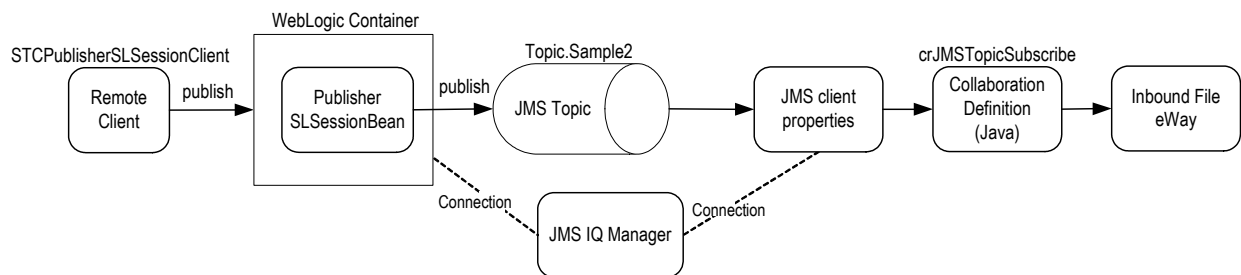 WebLogic Container
STCPublisherSLSessionClient
Remote
Client
publish
Publisher
SLSessionBean
publish
Topic.Sample2
JMS Topic
JMS client
properties
crJMSTopicSubscribe
Collaboration
Definition
(Java)
Inbound File
eWay
Connection
JMS IQ Manager
Connection